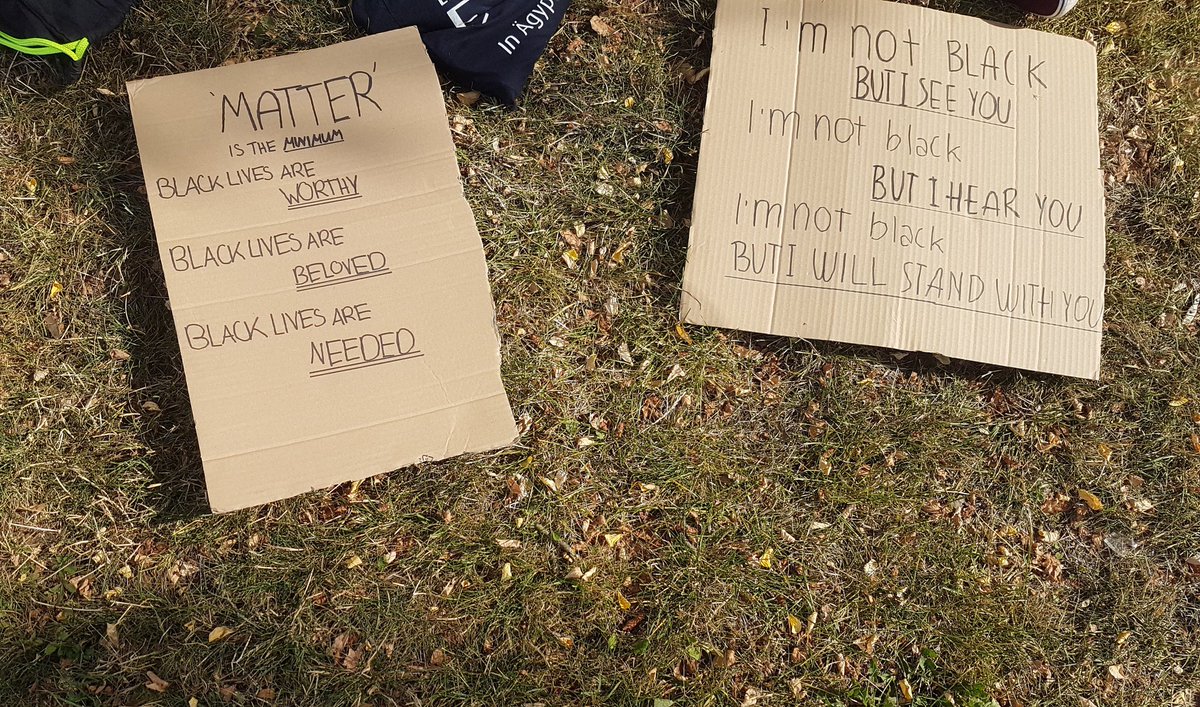 'MATTER'
IS THE MINIMUM
BLACK LIVES ARE
WORTHY
BLACK LIVES ARE
BELOVED
BLACK LIVES ARE
NEEDED
In Ägyp
I'm not BLACK
BUT I SEE YOU
I'm not black
BUT I HEAR YOU
I'm not black
BUT I WILL STAND WITH YOU